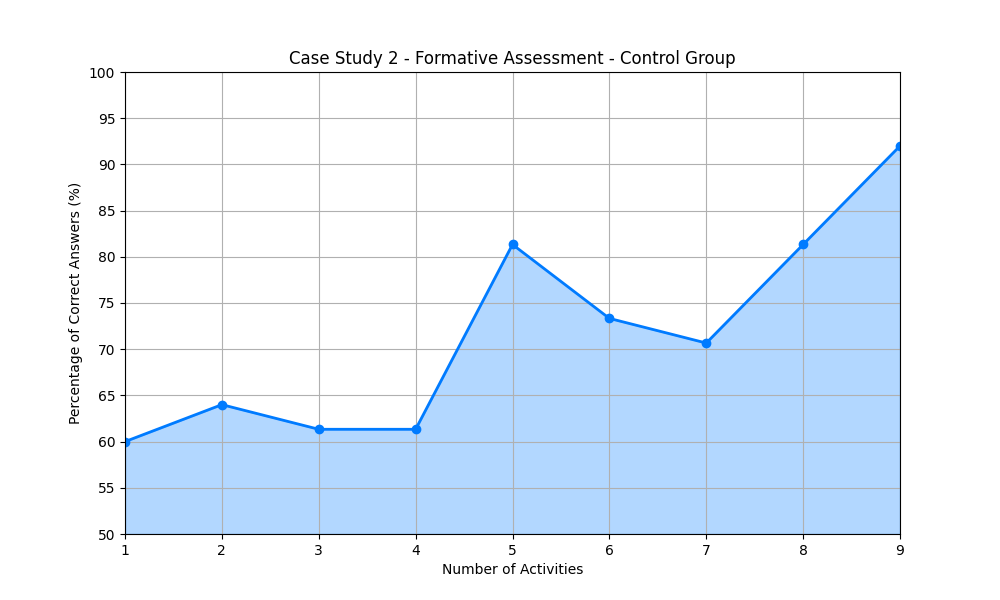 Case Study 2 - Formative Assessment - Control Group
Percentage of Correct Answers (%)
100
95
90
85
80
75
70
65
60
55
50
1 2 3 4 5 6 7 8 9
Number of Activities